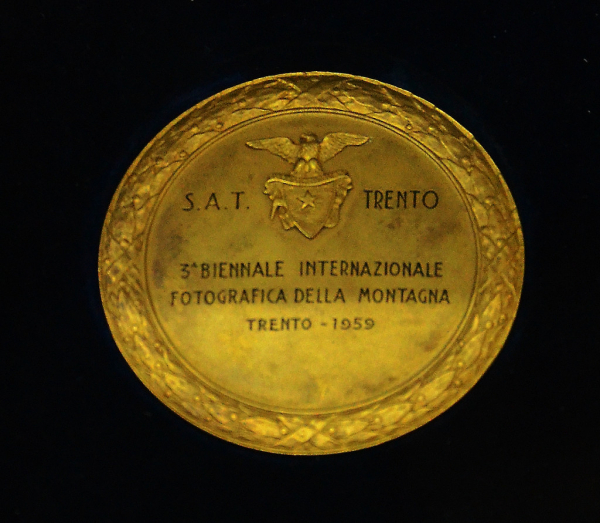 S.A.T. TRENTO
3ᴬ BIENNALE INTERNAZIONALE
FOTOGRAFICA DELLA MONTAGNA
TRENTO - 1959